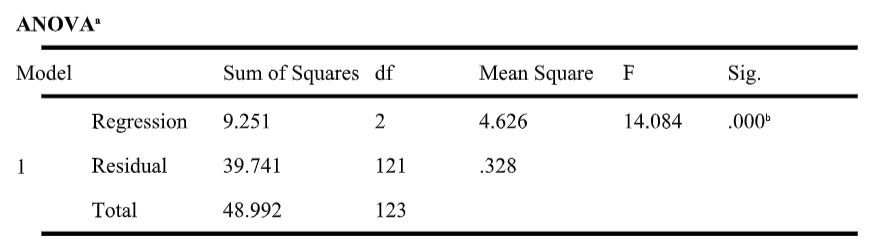 ANOVAᵃ
Model Sum of Squares df Mean Square F Sig.
Regression 9.251 2 4.626 14.084 .000ᵇ
1 Residual 39.741 121 .328
Total 48.992 123